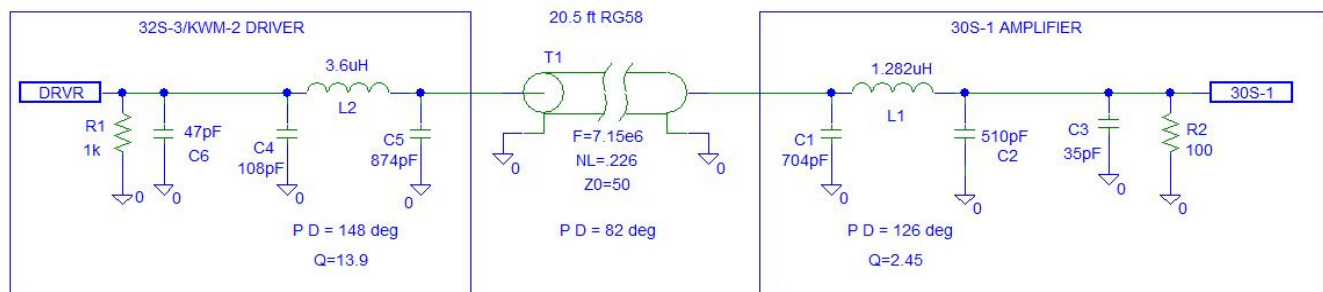 32S-3/KWM-2 DRIVER
DRVR
R1
1k
47pF
C6
C4
108pF
3.6uH
L2
C5
874pF
0
0
0
0
P D = 148 deg
Q=13.9
20.5 ft RG58
T1
0
0
F=7.15e6
NL=.226
Z0=50
P D = 82 deg
30S-1 AMPLIFIER
1.282uH
L1
C1
704pF
510pF
C2
C3
35pF
R2
100
30S-1
0
0
0
0
P D = 126 deg
Q=2.45